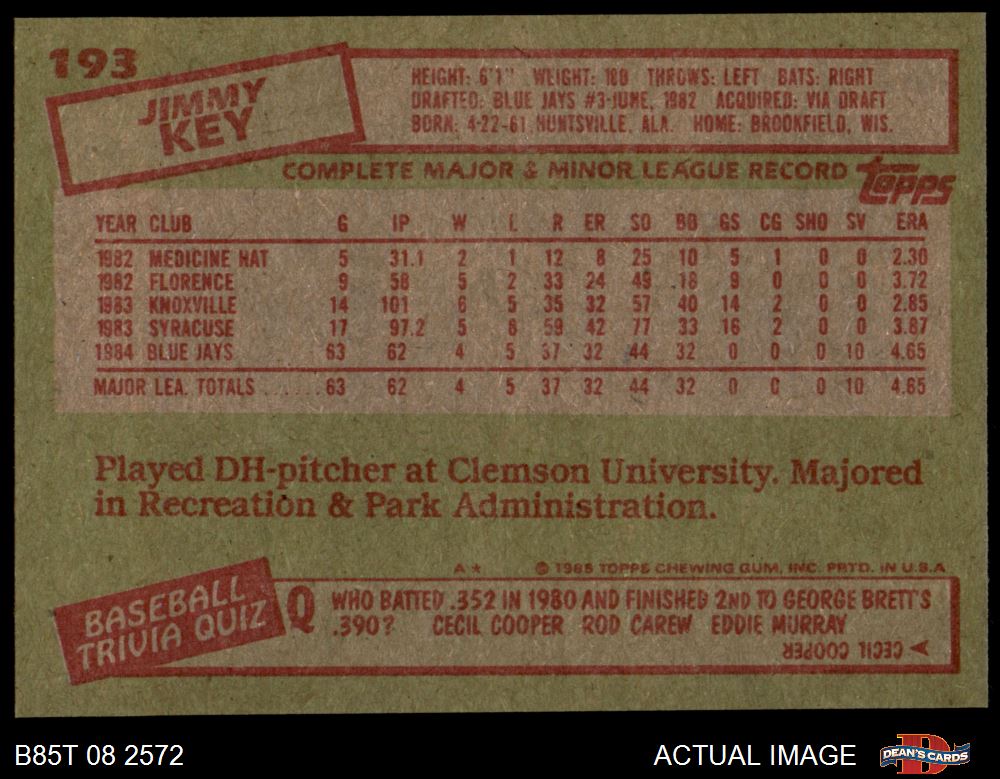 193
JIMMY
KEY
HEIGHT: 6'1" WEIGHT: 180 THROWS: LEFT BATS: RIGHT
DRAFTED: BLUE JAYS #3-JUNE, 1982 ACQUIRED: VIA DRAFT
BORN: 4-22-61, HUNTSVILLE, ALA. HOME: BROOKFIELD, WIS.
COMPLETE MAJOR & MINOR LEAGUE RECORD
TOPPS
YEAR CLUB G IP W L R ER SO BB GS CG SHO SV ERA
1982 MEDICINE HAT 5 31.1 2 1 12 8 25 10 5 1 0 0 2.30
1982 FLORENCE 9 58 5 2 33 24 49 18 9 0 0 0 3.72
1983 KNOXVILLE 14 101 6 5 35 32 57 40 14 2 0 0 2.85
1983 SYRACUSE 17 97.2 5 8 59 42 77 33 16 2 0 0 3.87
1984 BLUE JAYS 63 62 4 5 37 32 44 32 0 0 0 10 4.65
MAJOR LEA. TOTALS ......63 62 4 5 37 32 44 32 0 0 0 10 4.65
Played DH-pitcher at Clemson University. Majored
in Recreation & Park Administration.
A* © 1985 TOPPS CHEWING GUM, INC. PRTD. IN U.S.A
BASEBALL
TRIVIA QUIZ
Q WHO BATTED .352 IN 1980 AND FINISHED 2ND TO GEORGE BRETT'S
.390? CECIL COOPER ROD CAREW EDDIE MURRAY
CECIL COOPER
B85T 08 2572
ACTUAL IMAGE
DEAN'S CARDS